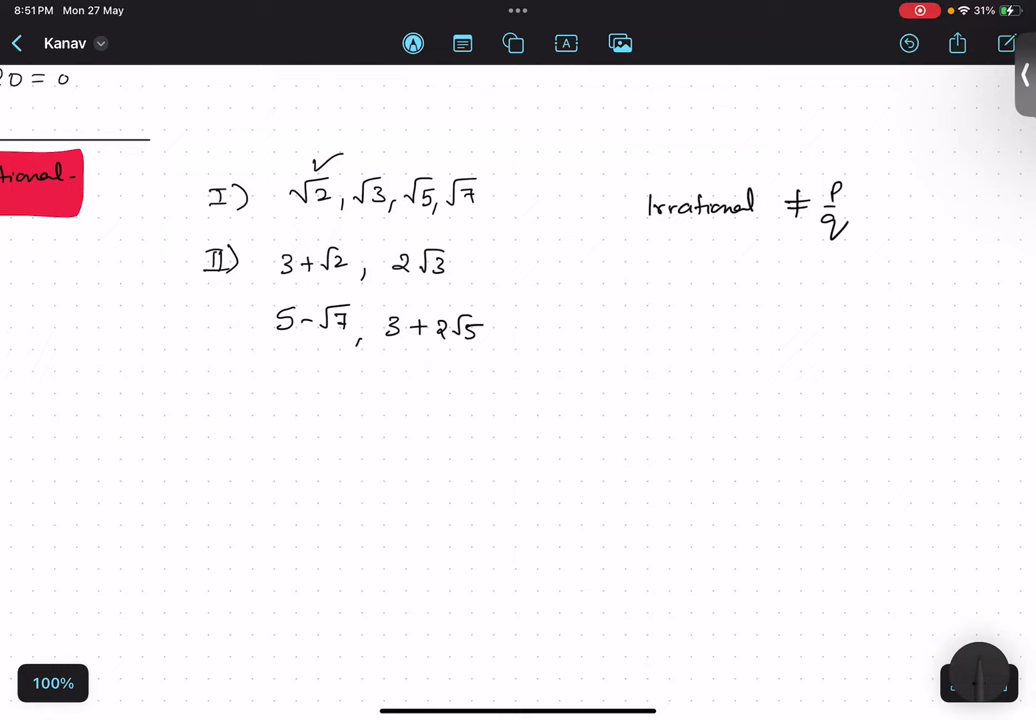 8:51 PM Mon 27 May
31%
Kanav
20 = 0
tional -
I) √2, √3, √5, √7
Irrational ≠ p/q
II) 3 + √2, 2√3
5 - √7, 3 + 2√5
100%